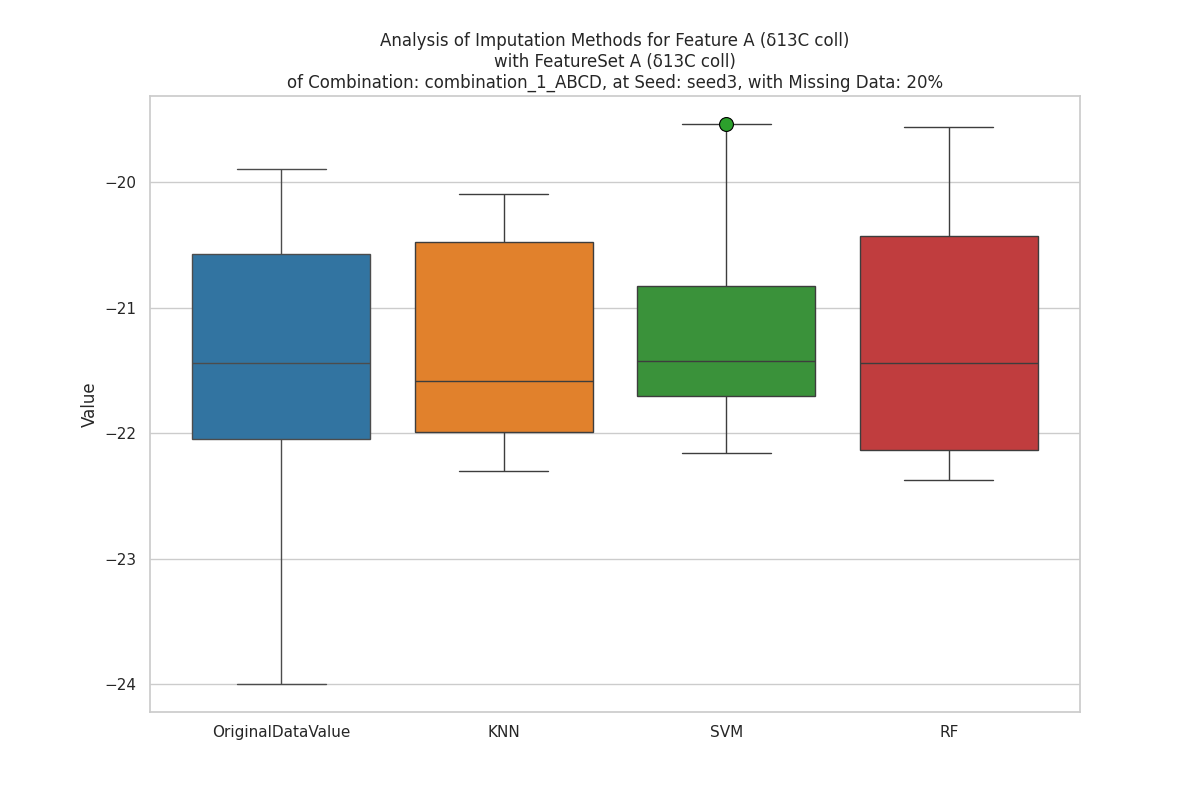 Analysis of Imputation Methods for Feature A (δ13C coll)
with FeatureSet A (δ13C coll)
of Combination: combination_1_ABCD, at Seed: seed3, with Missing Data: 20%
Value
−20
−21
−22
−23
−24
OriginalDataValue
KNN
SVM
RF